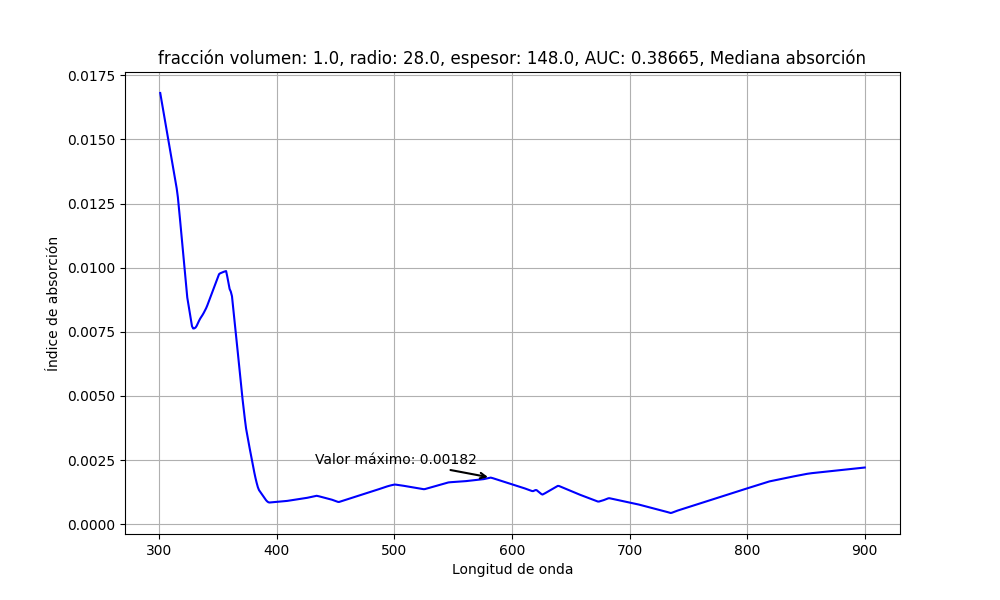 fracción volumen: 1.0, radio: 28.0, espesor: 148.0, AUC: 0.38665, Mediana absorción
0.0175
0.0150
0.0125
0.0100
0.0075
0.0050
0.0025
0.0000
Índice de absorción
Valor máximo: 0.00182
300 400 500 600 700 800 900
Longitud de onda